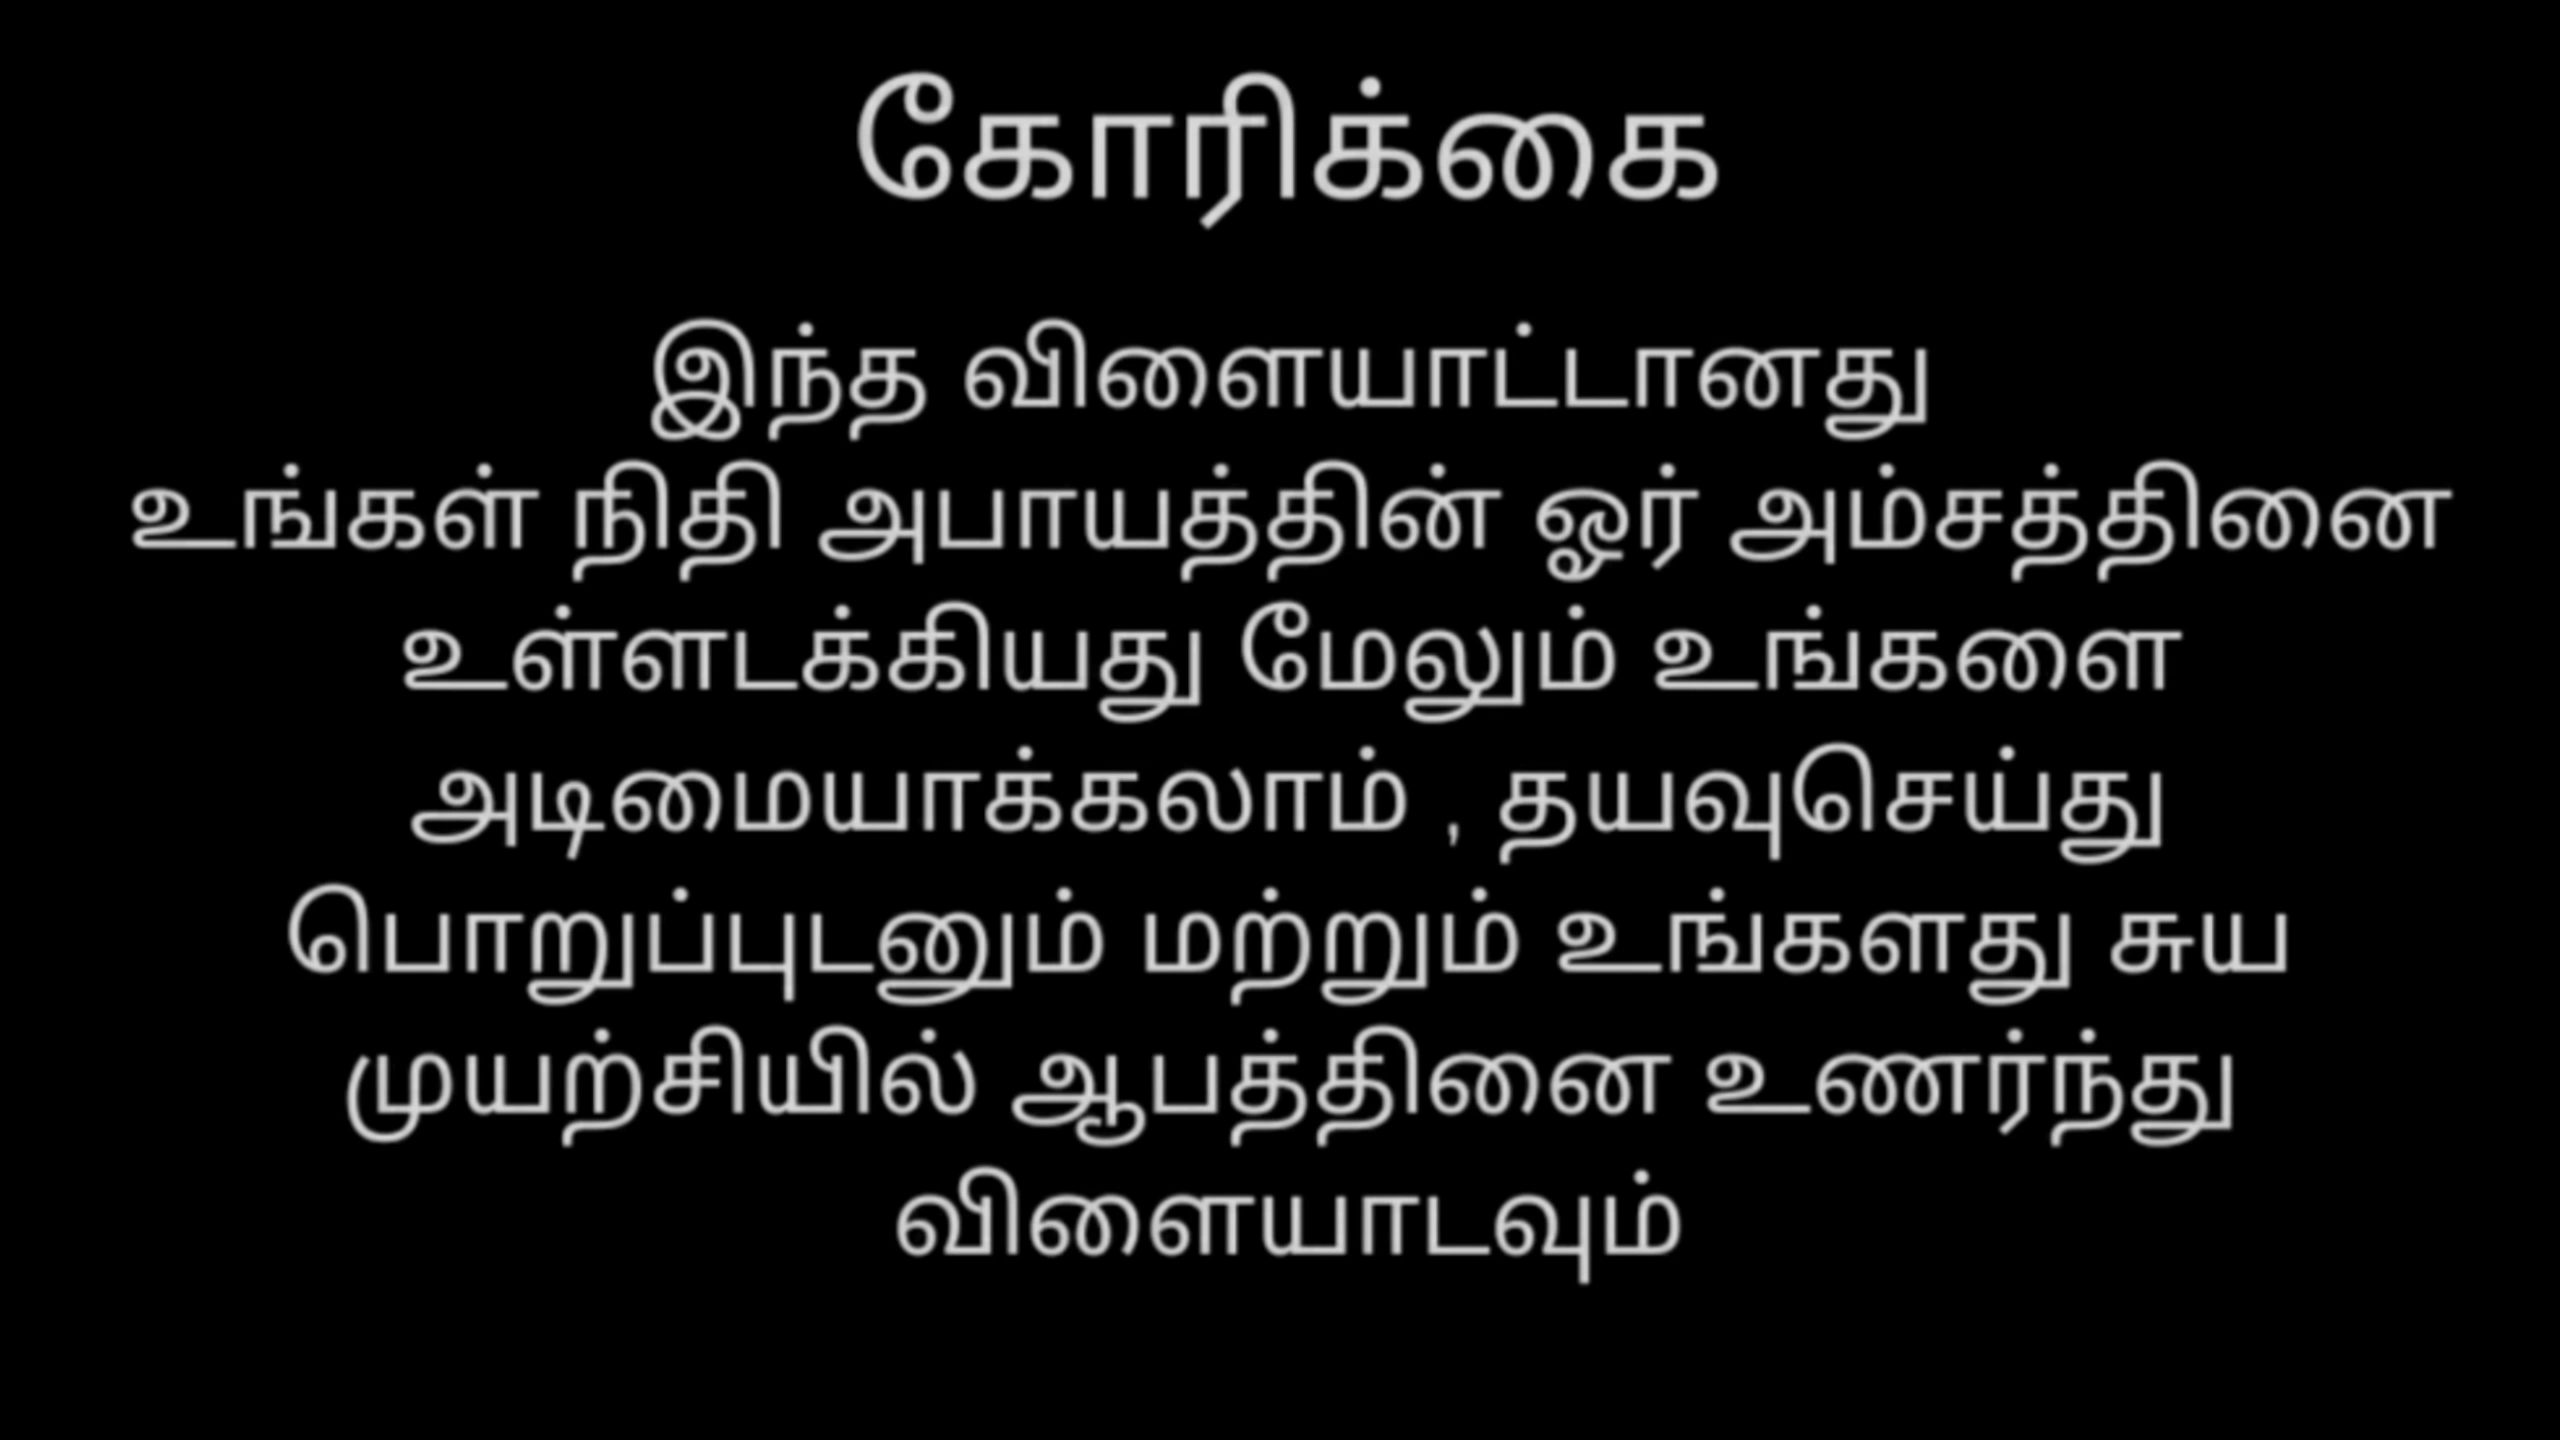 கோரிக்கை
இந்த விளையாட்டானது
உங்கள் நிதி அபாயத்தின் ஓர் அம்சத்தினை
உள்ளடக்கியது மேலும் உங்களை
அடிமையாக்கலாம் , தயவுசெய்து
பொறுப்புடனும் மற்றும் உங்களது சுய
முயற்சியில் ஆபத்தினை உணர்ந்து
விளையாடவும்